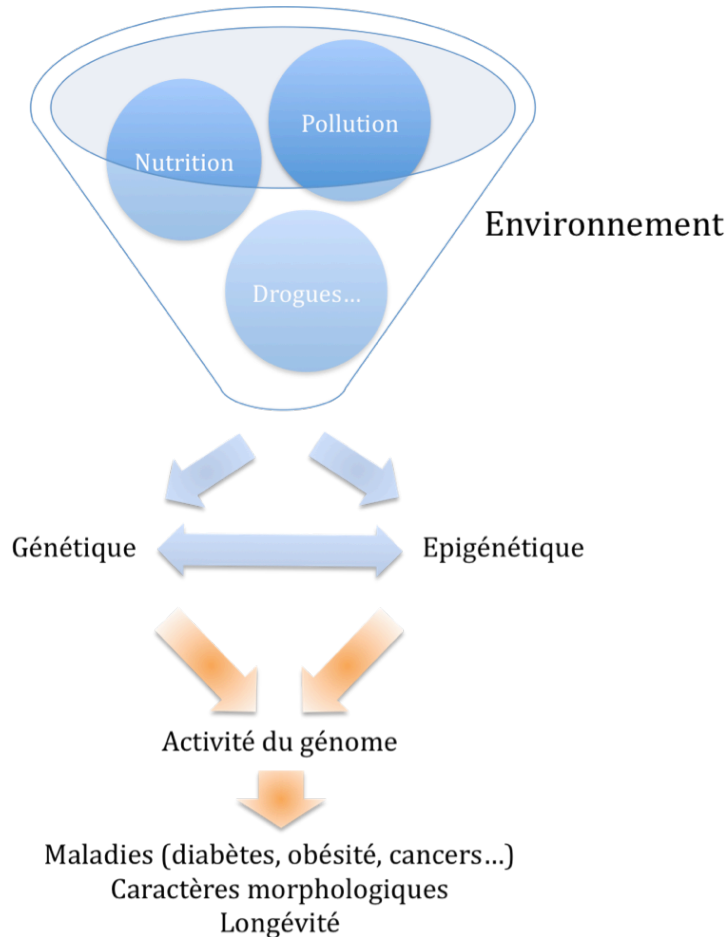 Pollution
Nutrition
Environnement
Drogues...
Génétique
Epigénétique
Activité du génome
Maladies (diabètes, obésité, cancers...)
Caractères morphologiques
Longévité